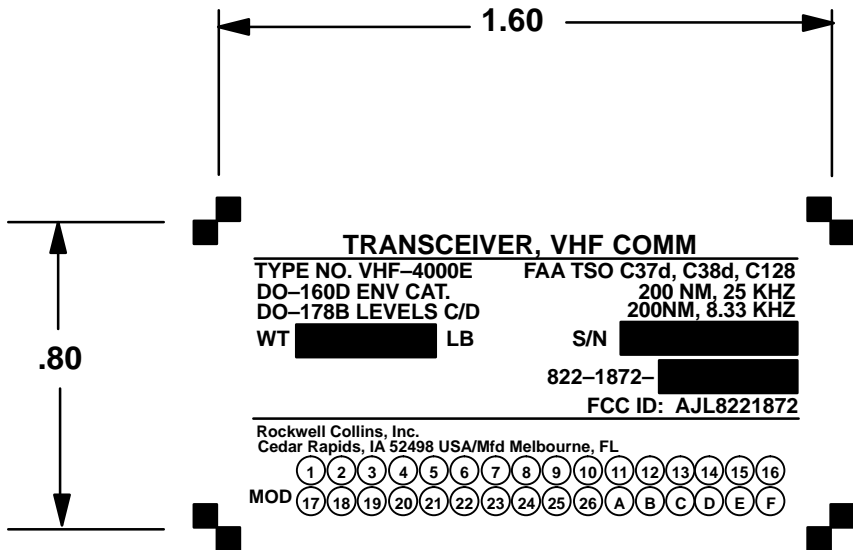 1.60
.80
TRANSCEIVER, VHF COMM
TYPE NO. VHF–4000E FAA TSO C37d, C38d, C128
DO–160D ENV CAT. 200 NM, 25 KHZ
DO–178B LEVELS C/D 200NM, 8.33 KHZ
WT LB S/N
822–1872–
FCC ID: AJL8221872
Rockwell Collins, Inc.
Cedar Rapids, IA 52498 USA/Mfd Melbourne, FL
1 2 3 4 5 6 7 8 9 10 11 12 13 14 15 16
MOD 17 18 19 20 21 22 23 24 25 26 A B C D E F